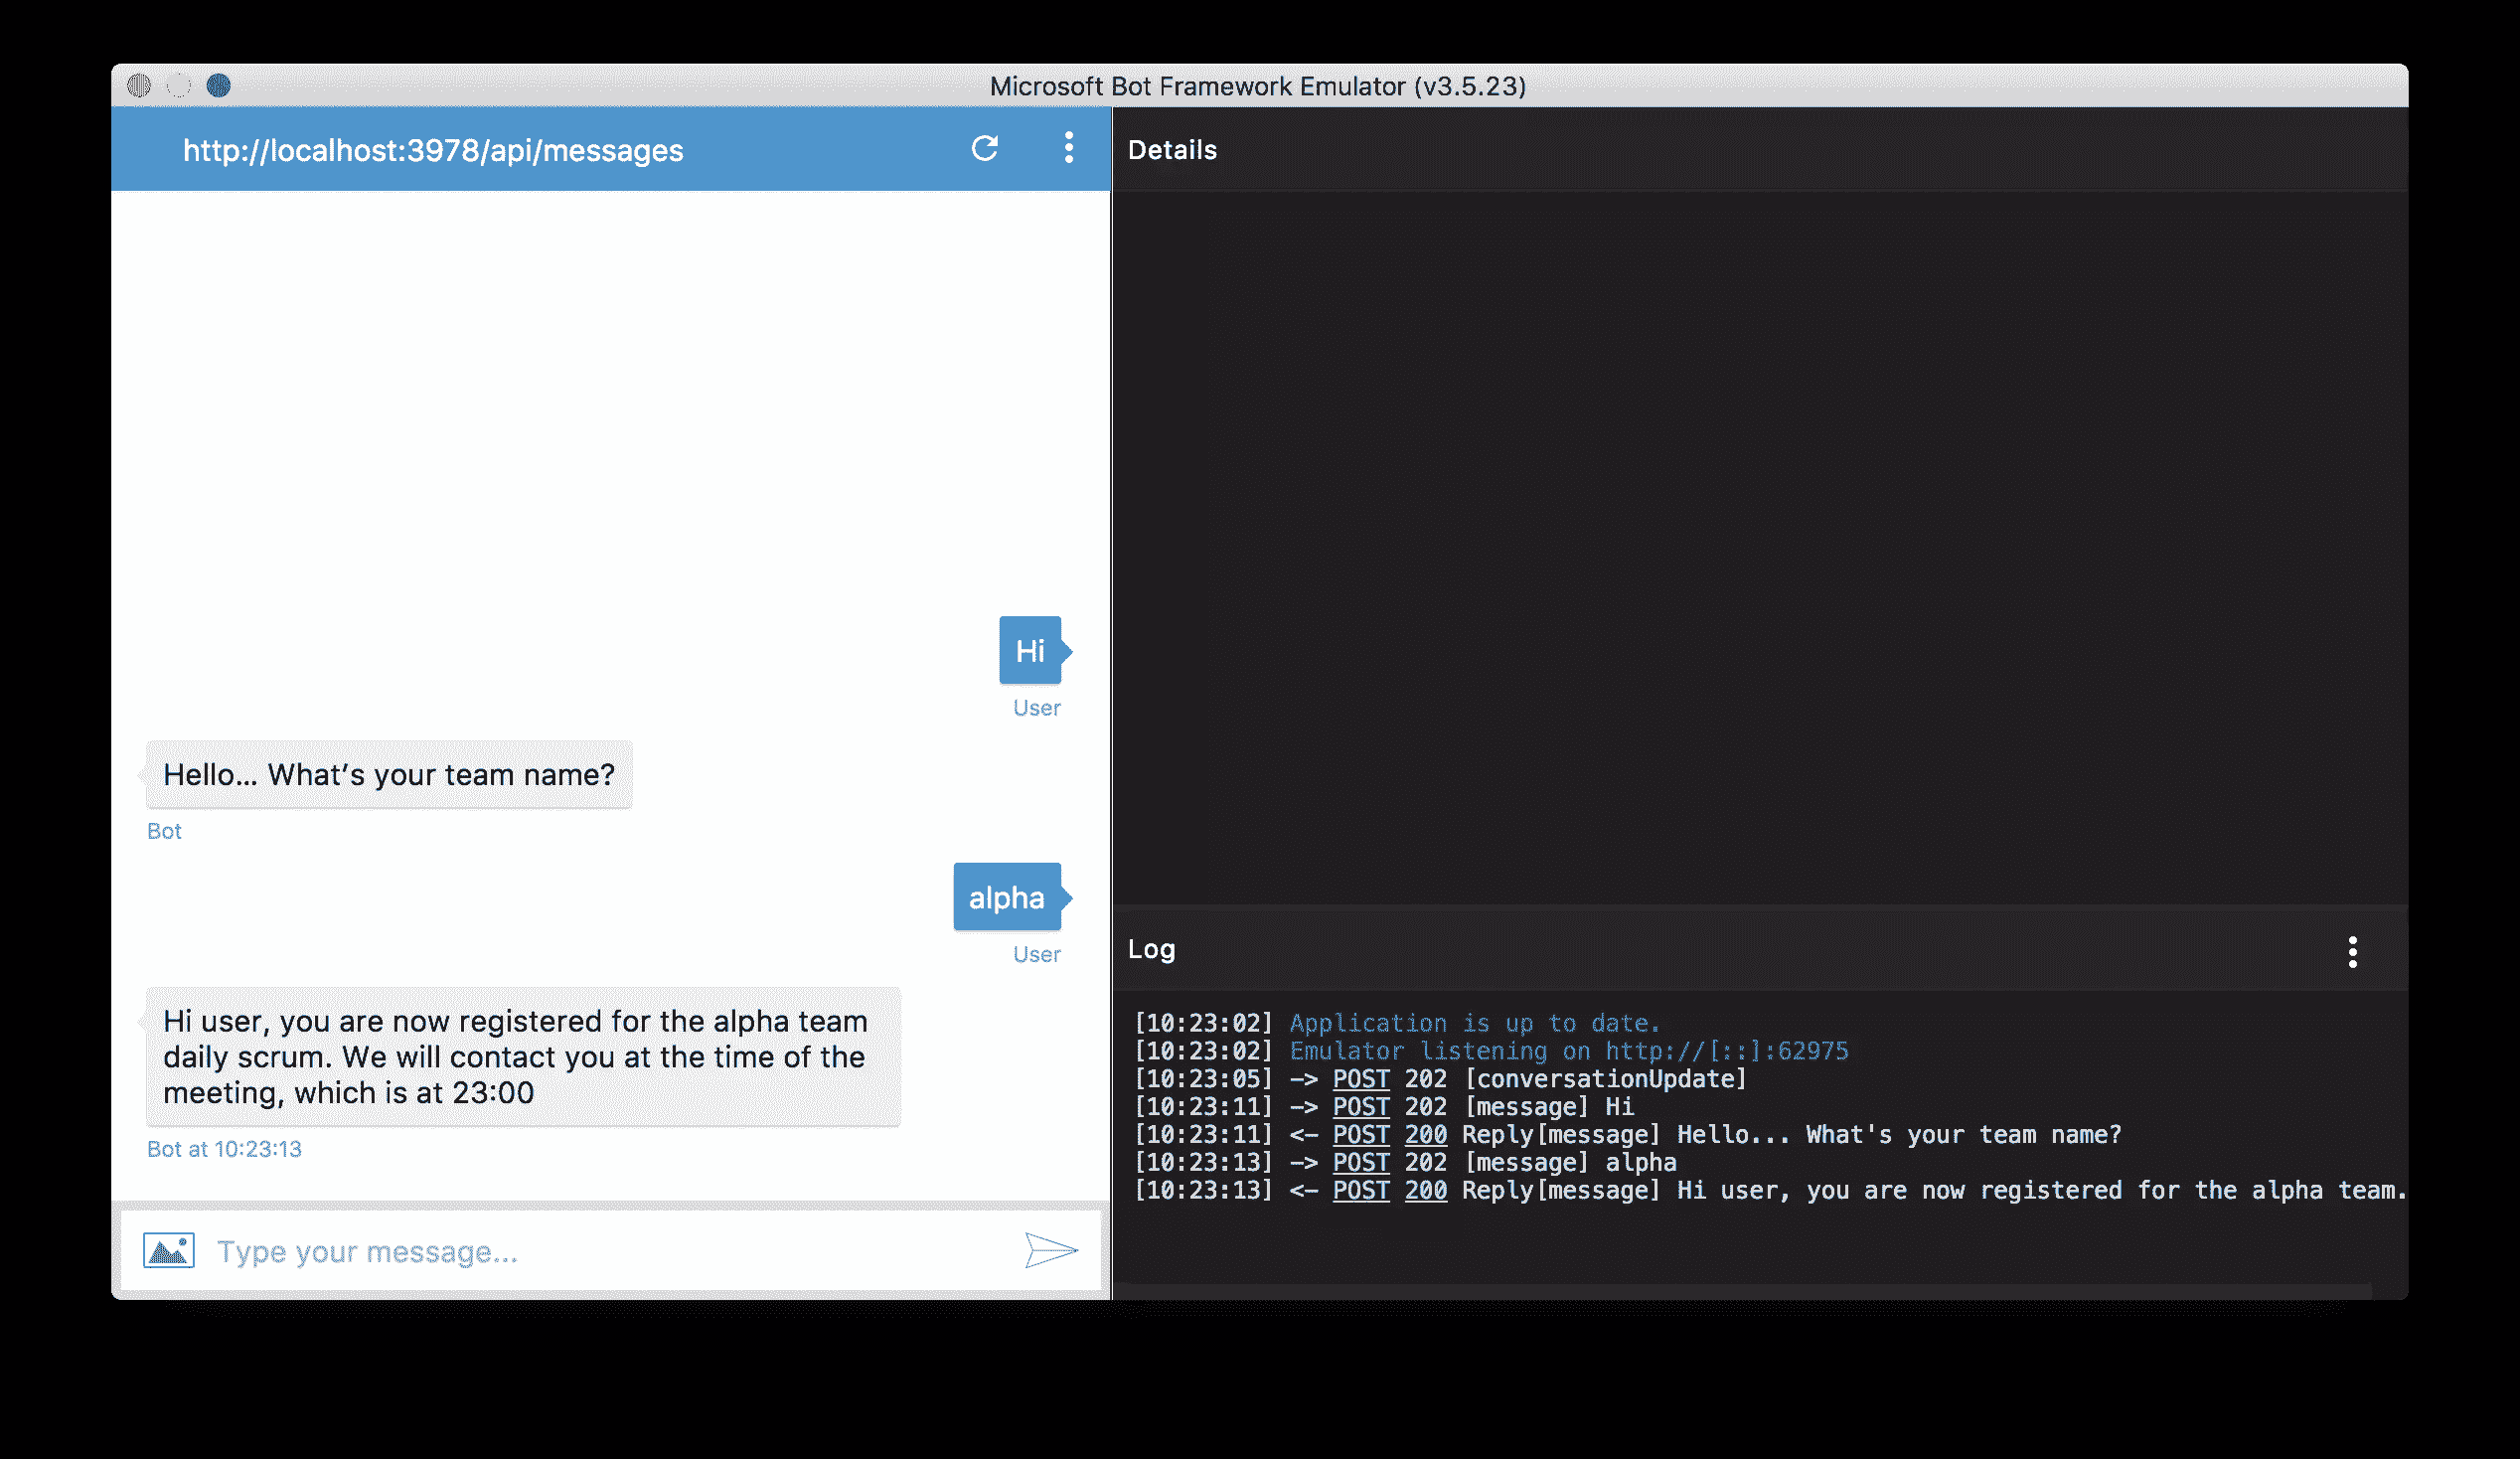 Microsoft Bot Framework Emulator (v3.5.23)
http://localhost:3978/api/messages
Hi
User
Hello... What's your team name?
Bot
alpha
User
Hi user, you are now registered for the alpha team
daily scrum. We will contact you at the time of the
meeting, which is at 23:00
Bot at 10:23:13
Type your message...
Details
Log
[10:23:02] Application is up to date.
[10:23:02] Emulator listening on http://[::]:62975
[10:23:05] -> POST 202 [conversationUpdate]
[10:23:11] -> POST 202 [message] Hi
[10:23:11] <- POST 200 Reply[message] Hello... What's your team name?
[10:23:13] -> POST 202 [message] alpha
[10:23:13] <- POST 200 Reply[message] Hi user, you are now registered for the alpha team.